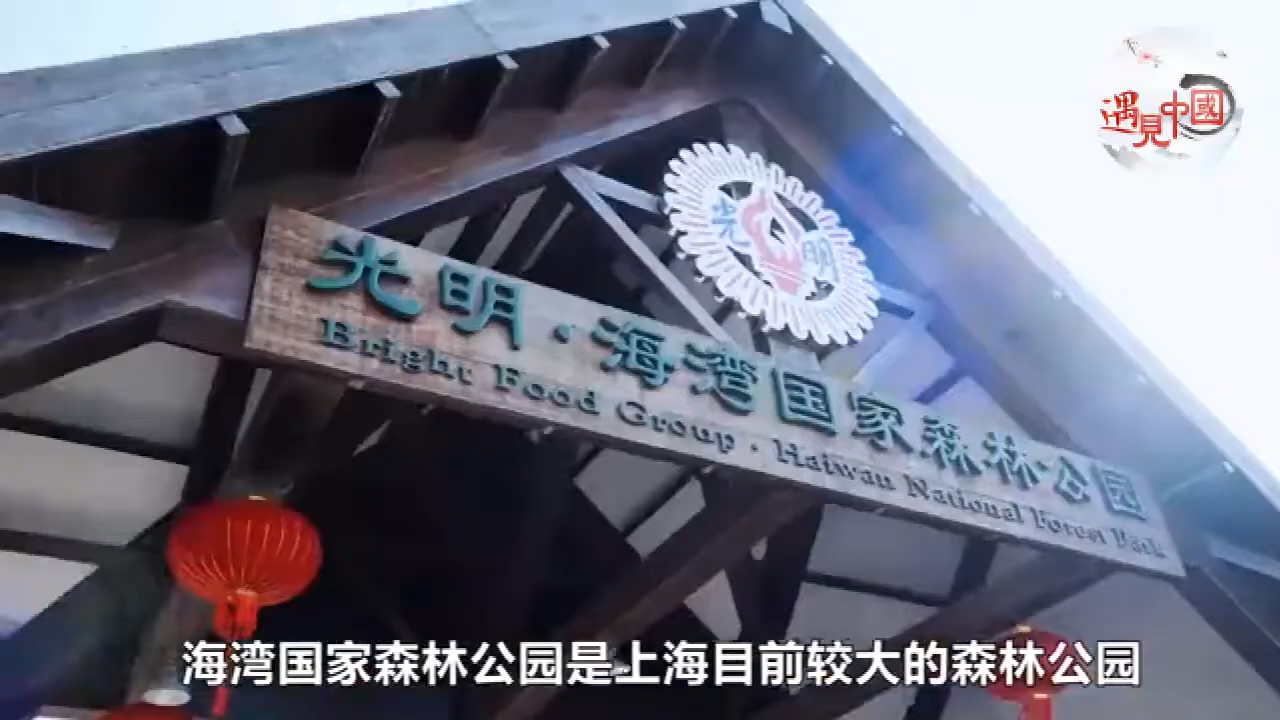 遇見中國
光明
光明·海湾国家森林公园
Bright Food Group · Haiwan National Forest Park
海湾国家森林公园是上海目前较大的森林公园